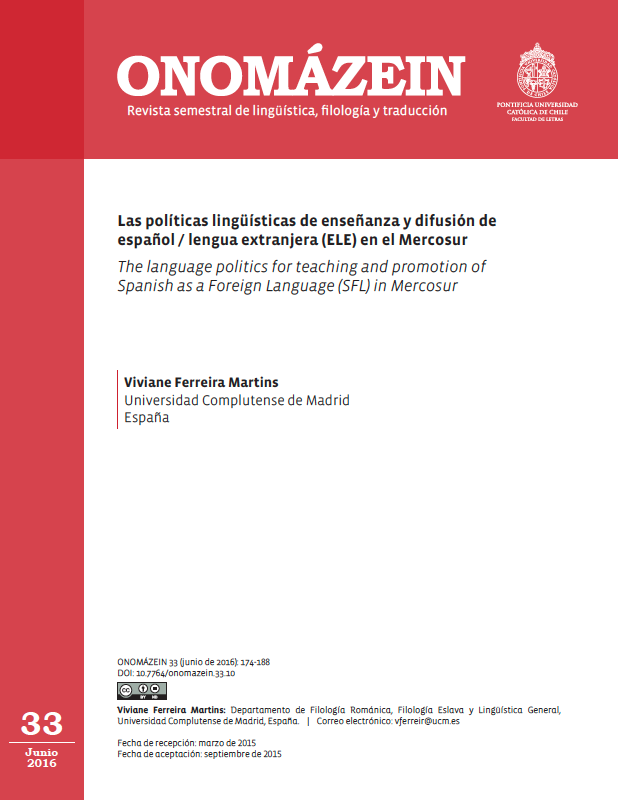 ONOMÁZEIN
Revista semestral de lingüística, filología y traducción
PONTIFICIA UNIVERSIDAD
CATÓLICA DE CHILE
FACULTAD DE LETRAS
Las políticas lingüísticas de enseñanza y difusión de
español / lengua extranjera (ELE) en el Mercosur
The language politics for teaching and promotion of
Spanish as a Foreign Language (SFL) in Mercosur
Viviane Ferreira Martins
Universidad Complutense de Madrid
España
ONOMÁZEIN 33 (junio de 2016): 174-188
DOI: 10.7764/onomazein.33.10
cc BY ND
Viviane Ferreira Martins: Departamento de Filología Románica, Filología Eslava y Lingüística General,
Universidad Complutense de Madrid, España. | Correo electrónico: vferreir@ucm.es
Fecha de recepción: marzo de 2015
Fecha de aceptación: septiembre de 2015
33
Junio
2016